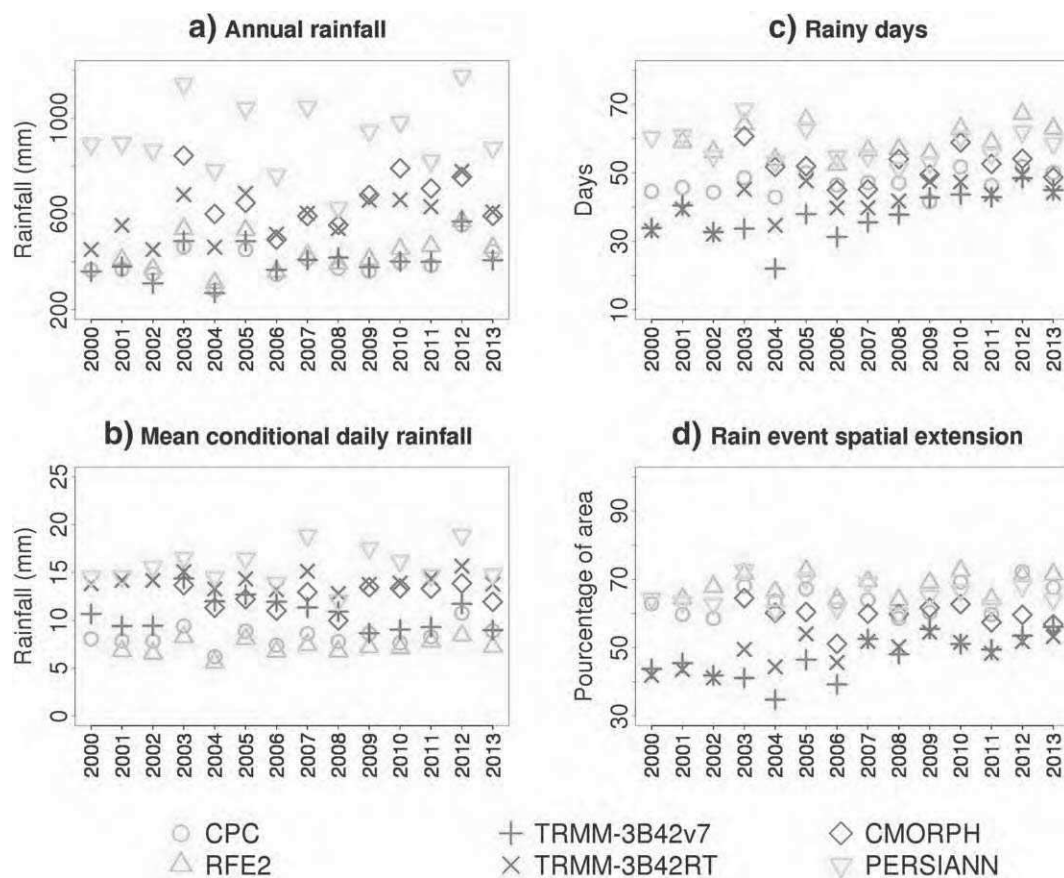 a) Annual rainfall
Rainfall (mm)
1000
600
200
2000 2001 2002 2003 2004 2005 2006 2007 2008 2009 2010 2011 2012 2013
c) Rainy days
Days
70
50
30
10
2000 2001 2002 2003 2004 2005 2006 2007 2008 2009 2010 2011 2012 2013
b) Mean conditional daily rainfall
Rainfall (mm)
25
20
15
10
5
0
2000 2001 2002 2003 2004 2005 2006 2007 2008 2009 2010 2011 2012 2013
d) Rain event spatial extension
Pourcentage of area
90
70
50
30
2000 2001 2002 2003 2004 2005 2006 2007 2008 2009 2010 2011 2012 2013
CPC
RFE2
TRMM-3B42v7
TRMM-3B42RT
CMORPH
PERSIANN